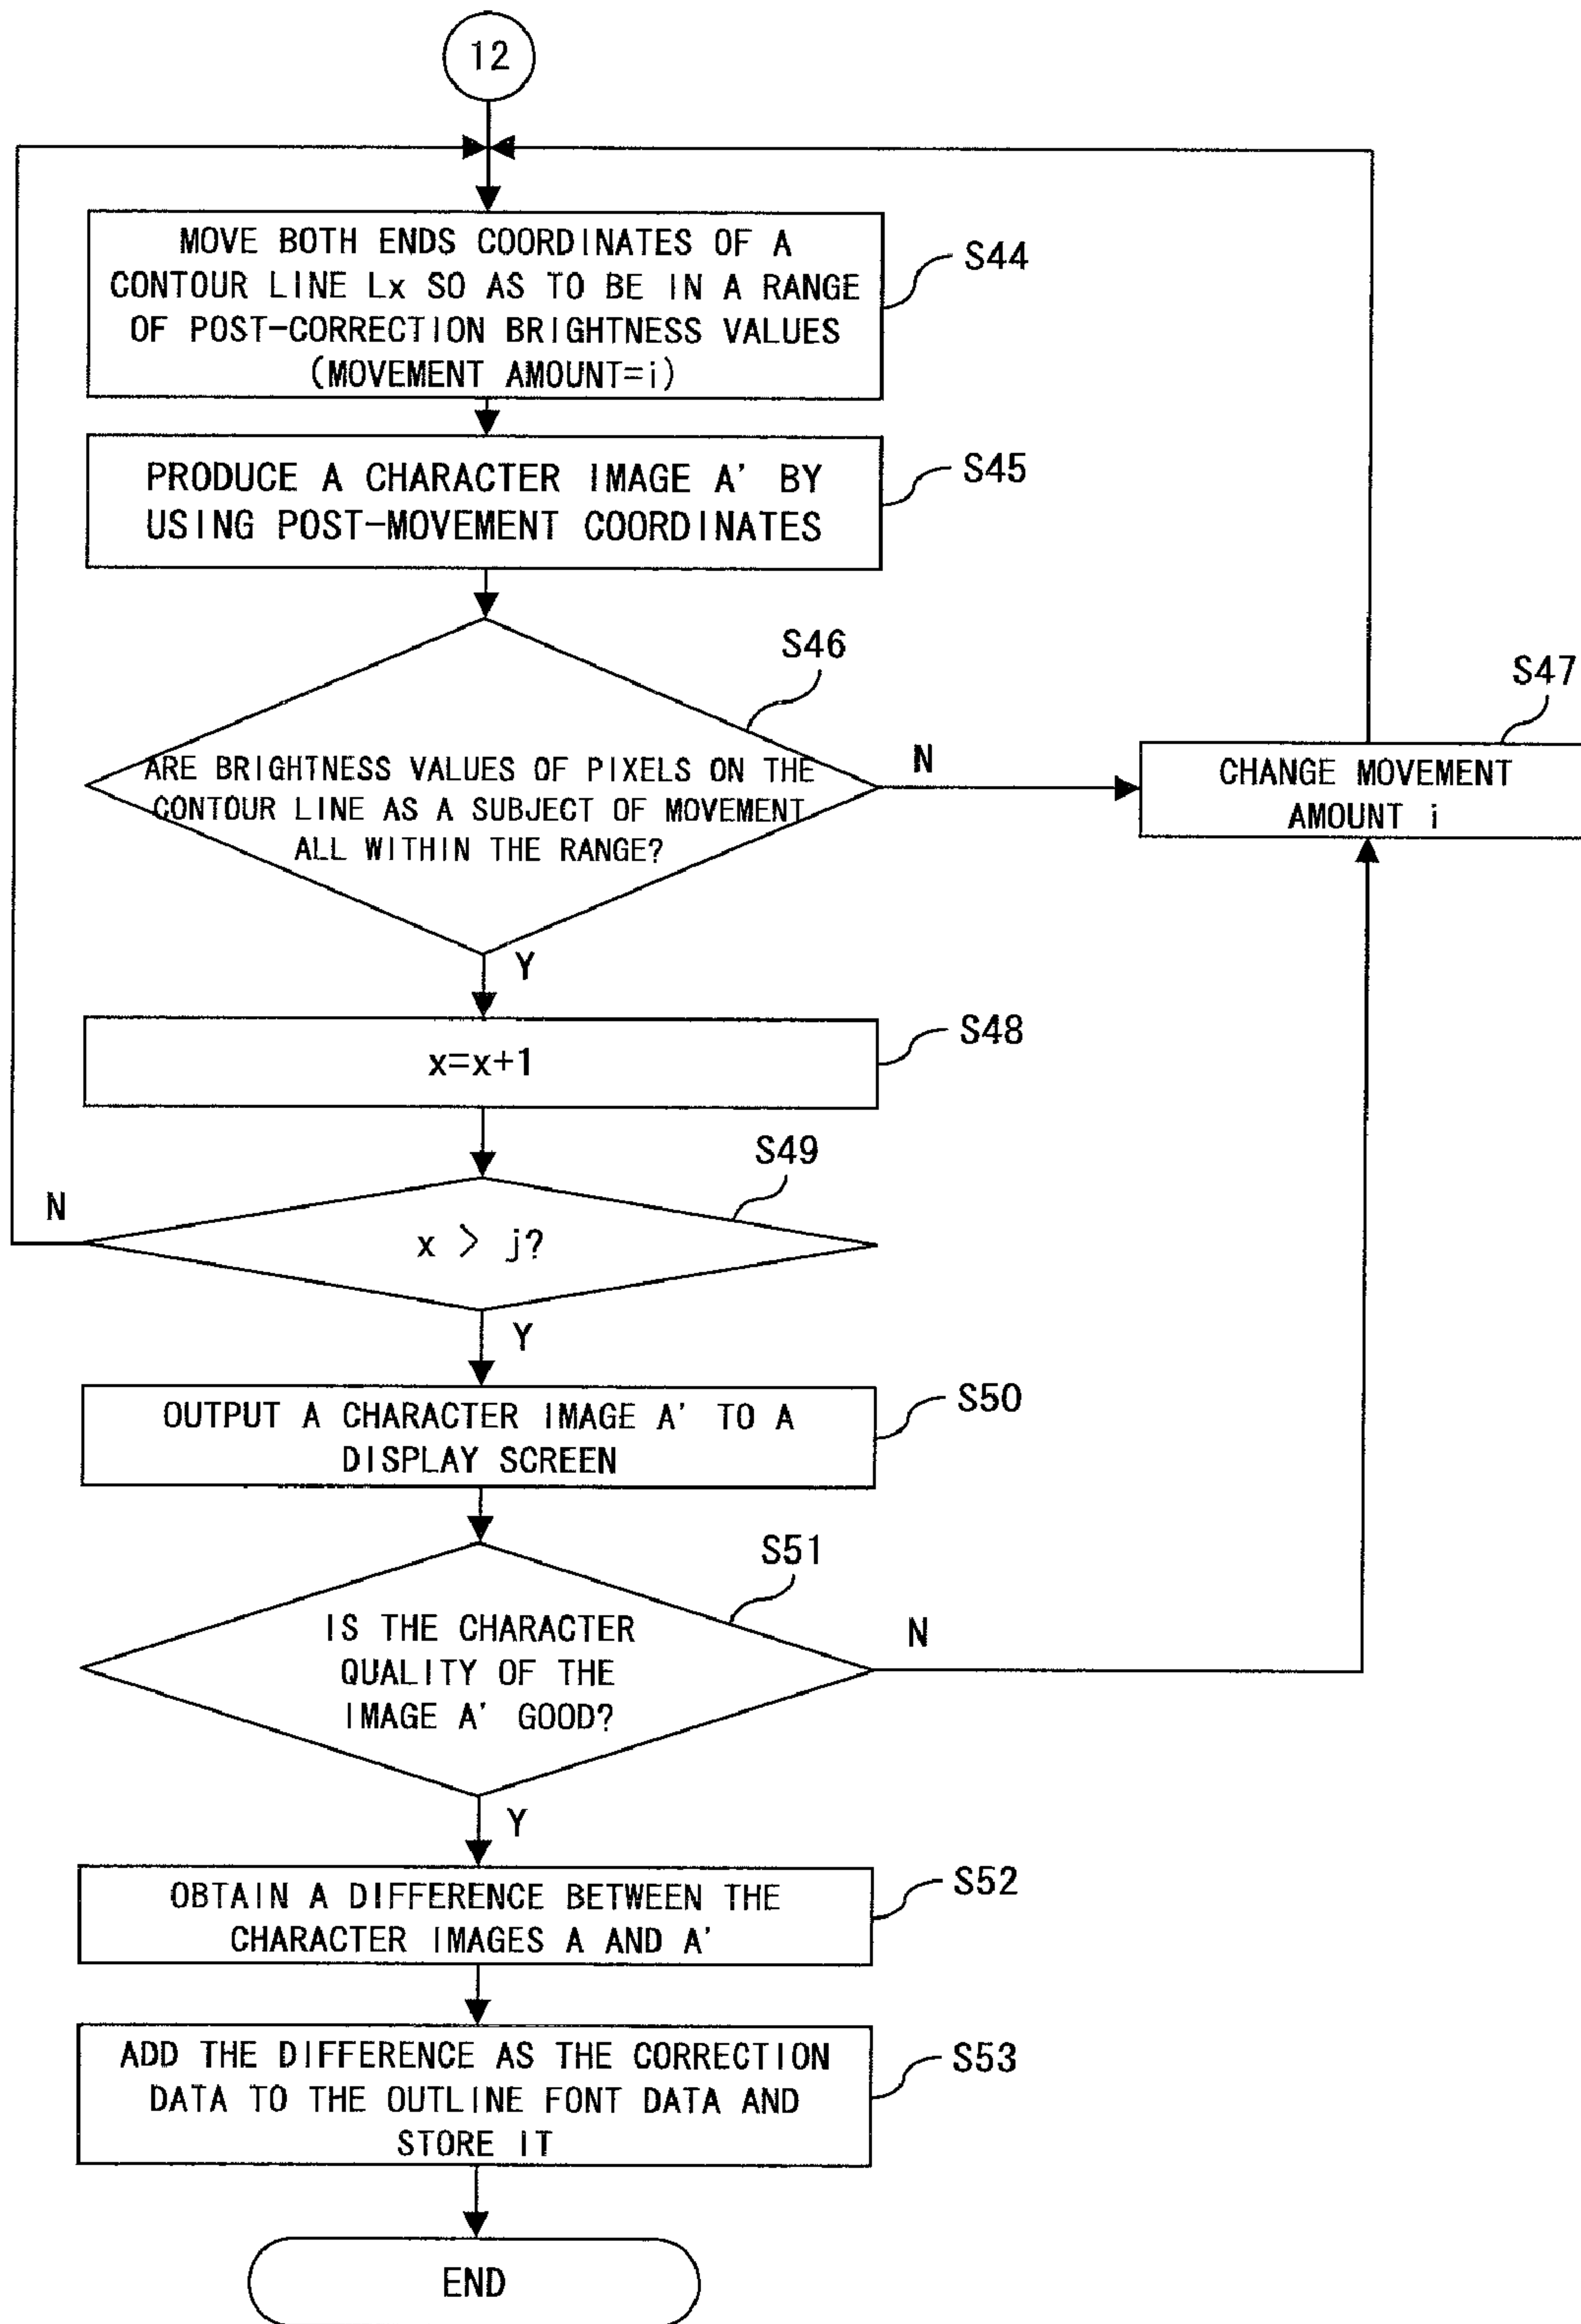 12
MOVE BOTH ENDS COORDINATES OF A
CONTOUR LINE Lx SO AS TO BE IN A RANGE
OF POST-CORRECTION BRIGHTNESS VALUES
(MOVEMENT AMOUNT=i)
S44
PRODUCE A CHARACTER IMAGE A' BY
USING POST-MOVEMENT COORDINATES
S45
S46
ARE BRIGHTNESS VALUES OF PIXELS ON THE
CONTOUR LINE AS A SUBJECT OF MOVEMENT
ALL WITHIN THE RANGE?
N
S47
CHANGE MOVEMENT
AMOUNT i
Y
x=x+1
S48
S49
N
x > j?
Y
OUTPUT A CHARACTER IMAGE A' TO A
DISPLAY SCREEN
S50
S51
IS THE CHARACTER
QUALITY OF THE
IMAGE A' GOOD?
N
Y
OBTAIN A DIFFERENCE BETWEEN THE
CHARACTER IMAGES A AND A'
S52
ADD THE DIFFERENCE AS THE CORRECTION
DATA TO THE OUTLINE FONT DATA AND
STORE IT
S53
END